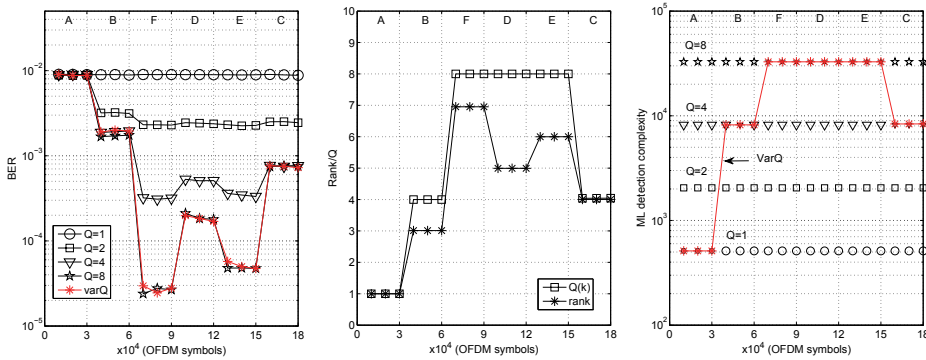 A B F D E C
BER
10^-2
10^-3
10^-4
10^-5
Q=1
Q=2
Q=4
Q=8
varQ
0 3 6 9 12 15 18
x10^4 (OFDM symbols)
A B F D E C
Rank/Q
10
9
8
7
6
5
4
3
2
1
0
Q(k)
rank
0 3 6 9 12 15 18
x10^4 (OFDM symbols)
A B F D E C
ML detection complexity
10^5
10^4
10^3
10^2
Q=8
Q=4
VarQ
Q=2
Q=1
0 3 6 9 12 15 18
x10^4 (OFDM symbols)